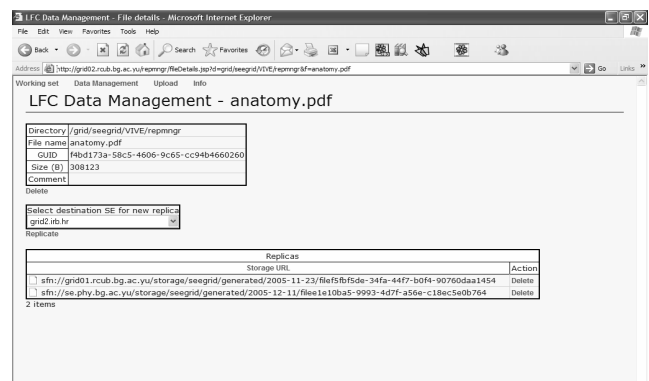 LFC Data Management - File details - Microsoft Internet Explorer
File Edit View Favorites Tools Help
Back Search Favorites
Address http://grid02.rcub.bg.ac.yu/repmngr/fileDetails.jsp?d=grid/seegrid/VIVE/repmngr&f=anatomy.pdf Go Links »
Working set Data Management Upload Info
LFC Data Management - anatomy.pdf
Directory /grid/seegrid/VIVE/repmngr
File name anatomy.pdf
GUID f4bd173a-58c5-4606-9c65-cc94b4660260
Size (B) 308123
Comment
Delete
Select destination SE for new replica
grid2.irb.hr
Replicate
Replicas
Storage URL Action
sfn://grid01.rcub.bg.ac.yu/storage/seegrid/generated/2005-11-23/filef5fbf5de-34fa-44f7-b0f4-90760daa1454 Delete
sfn://se.phy.bg.ac.yu/storage/seegrid/generated/2005-12-11/filee1e10ba5-9993-4d7f-a56e-c18ec5e0b764 Delete
2 items